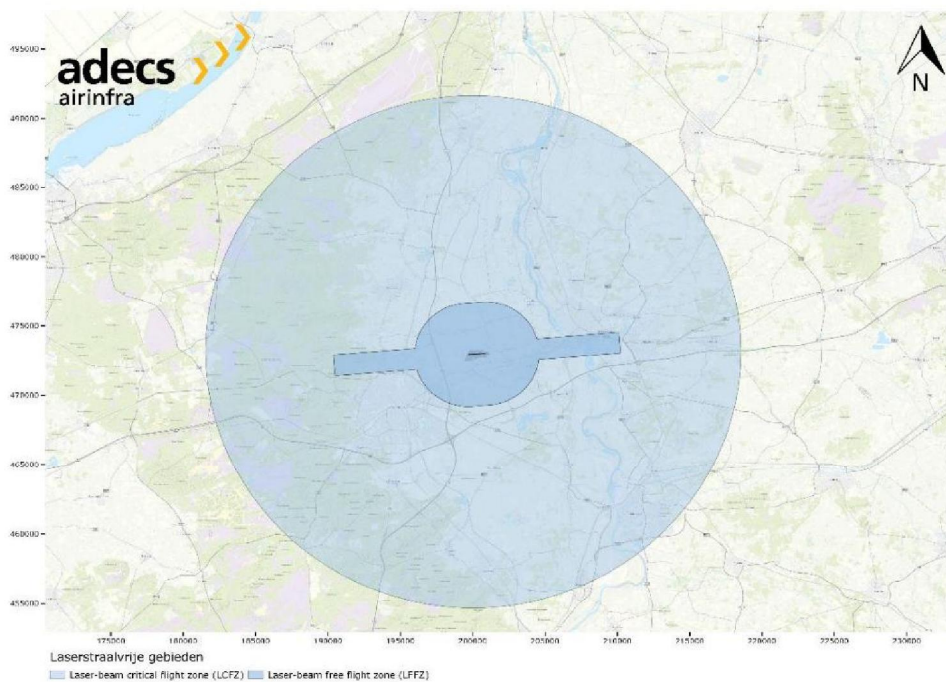 495000
adecs
airinfra
N
490000
485000
480000
475000
470000
465000
460000
455000
175000 180000 185000 190000 195000 200000 205000 210000 215000 220000 225000 230000
Laserstraalvrije gebieden
Laser-beam critical flight zone (LCFZ) Laser-beam free flight zone (LFFZ)